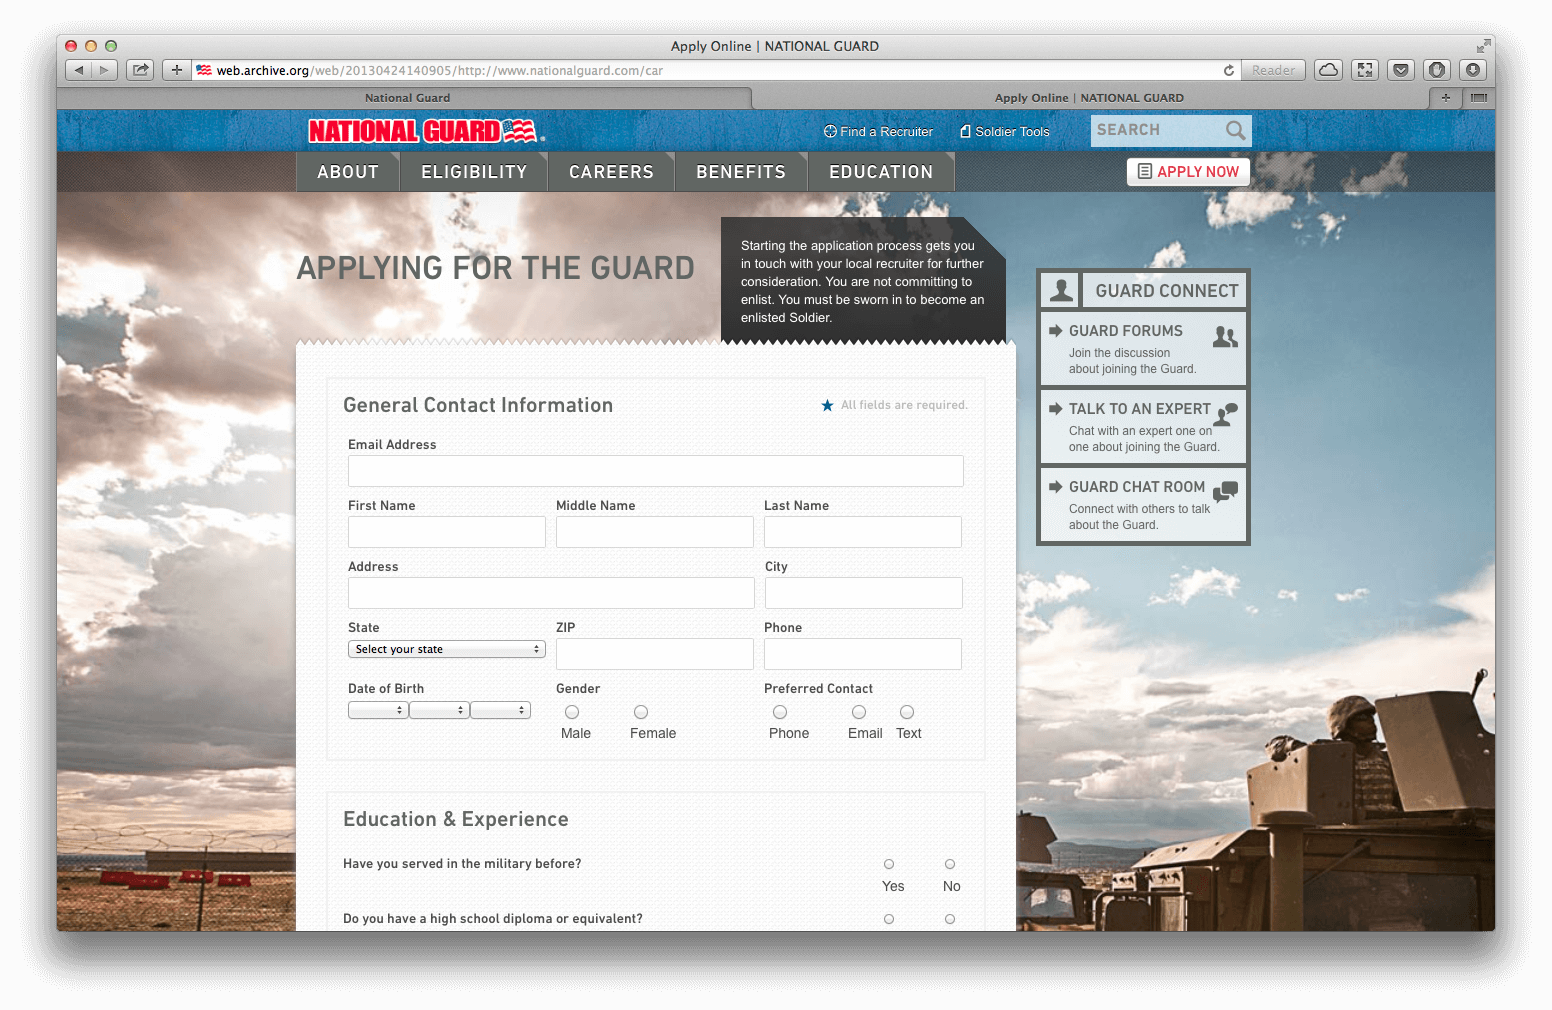 Apply Online | NATIONAL GUARD
web.archive.org/web/20130424140905/http://www.nationalguard.com/car
Reader
National Guard
Apply Online | NATIONAL GUARD
NATIONAL GUARD
Find a Recruiter
Soldier Tools
SEARCH
ABOUT
ELIGIBILITY
CAREERS
BENEFITS
EDUCATION
APPLY NOW
APPLYING FOR THE GUARD
Starting the application process gets you
in touch with your local recruiter for further
consideration. You are not committing to
enlist. You must be sworn in to become an
enlisted Soldier.
GUARD CONNECT
GUARD FORUMS
Join the discussion
about joining the Guard.
TALK TO AN EXPERT
Chat with an expert one on
one about joining the Guard.
GUARD CHAT ROOM
Connect with others to talk
about the Guard.
General Contact Information
All fields are required.
Email Address
First Name
Middle Name
Last Name
Address
City
State
ZIP
Phone
Select your state
Date of Birth
Gender
Preferred Contact
Male
Female
Phone
Email
Text
Education & Experience
Have you served in the military before?
Yes
No
Do you have a high school diploma or equivalent?